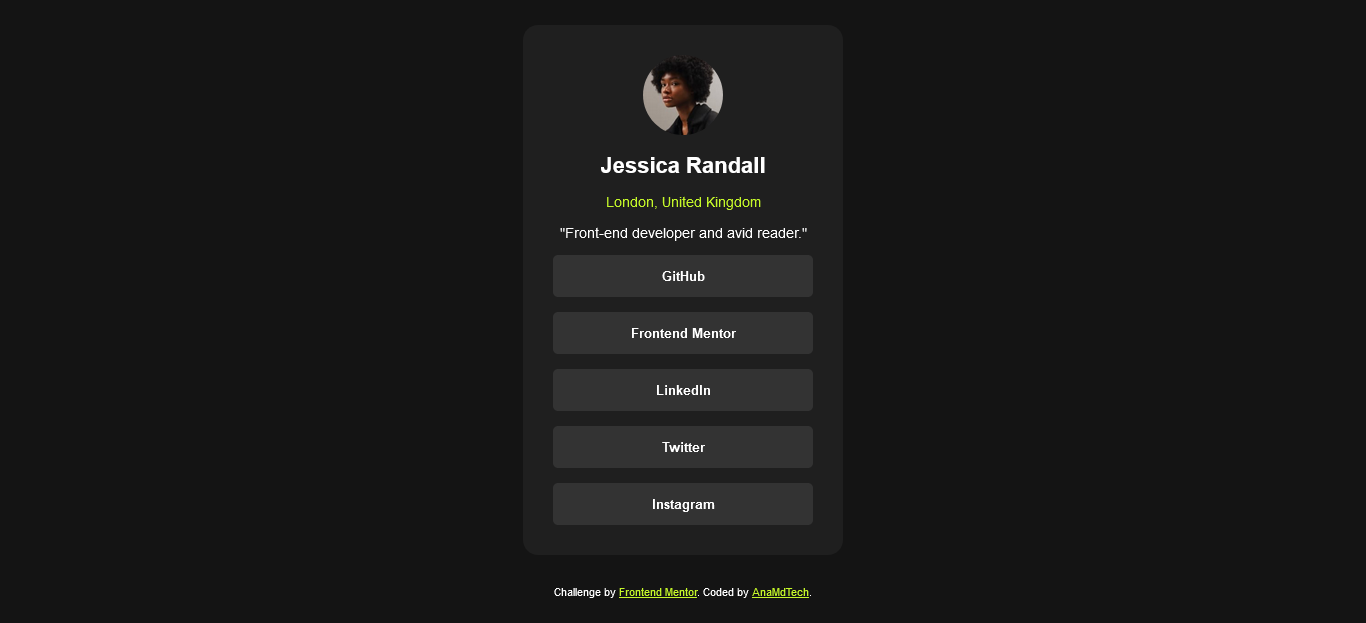 Jessica Randall
London, United Kingdom
"Front-end developer and avid reader."
GitHub
Frontend Mentor
LinkedIn
Twitter
Instagram
Challenge by Frontend Mentor. Coded by AnaMdTech.